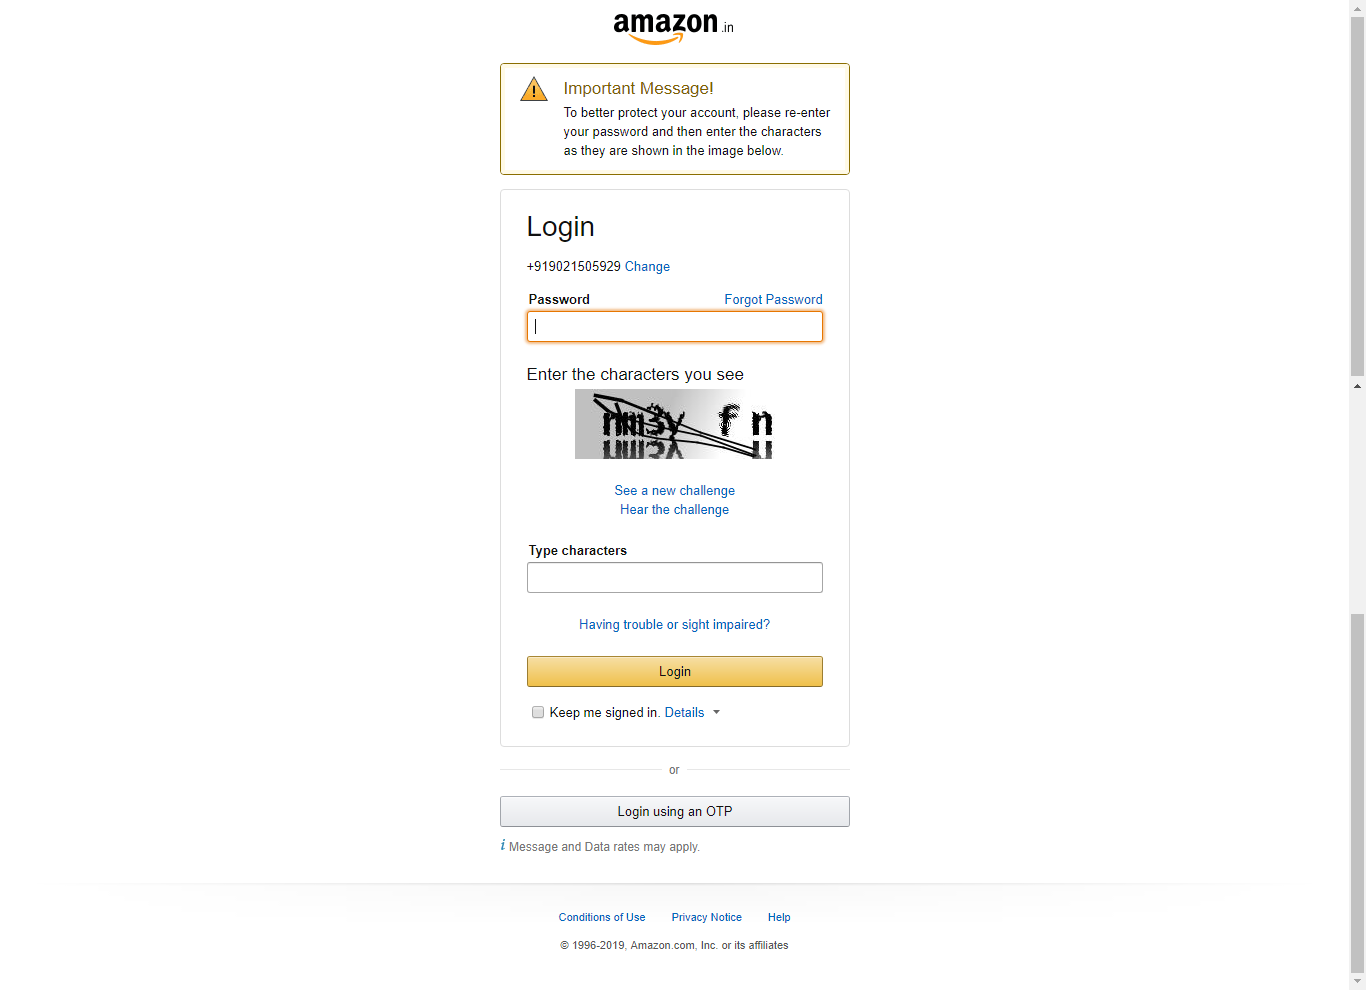 amazon.in
Important Message!
To better protect your account, please re-enter
your password and then enter the characters
as they are shown in the image below.
Login
+919021505929 Change
Password Forgot Password
Enter the characters you see
See a new challenge
Hear the challenge
Type characters
Having trouble or sight impaired?
Login
Keep me signed in. Details
or
Login using an OTP
i Message and Data rates may apply.
Conditions of Use Privacy Notice Help
© 1996-2019, Amazon.com, Inc. or its affiliates